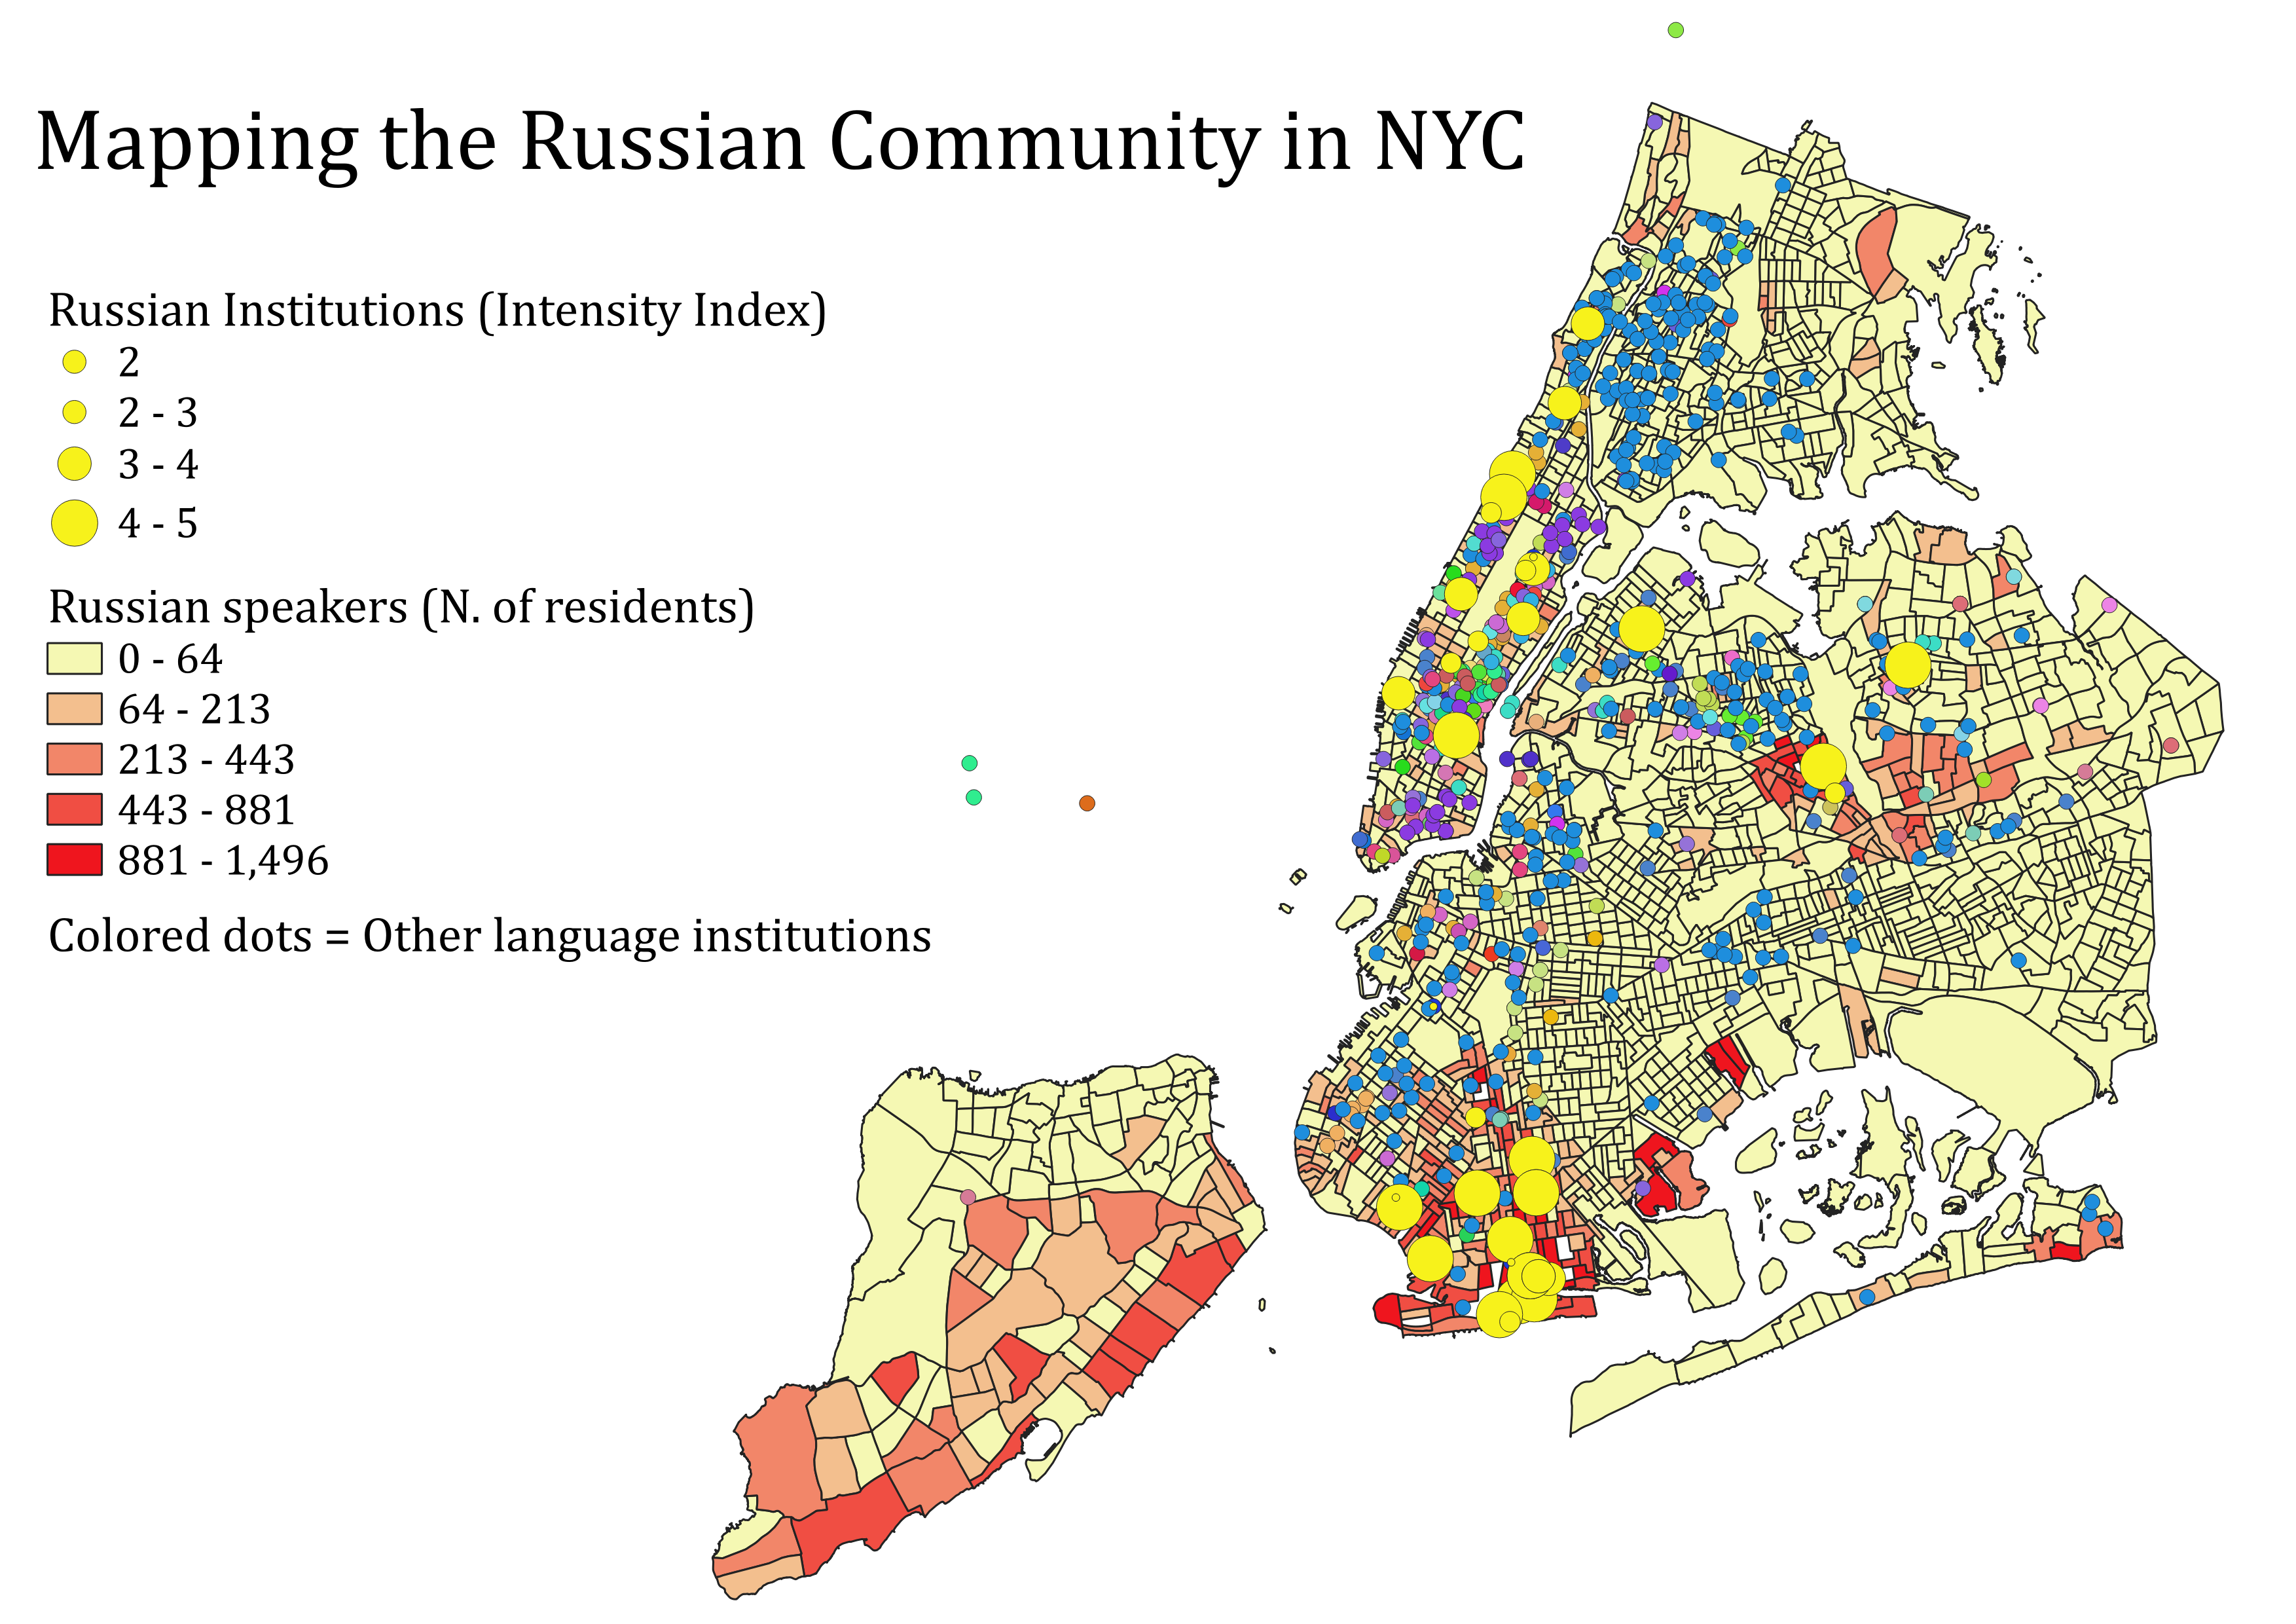 Mapping the Russian Community in NYC
Russian Institutions (Intensity Index)
2
2 - 3
3 - 4
4 - 5
Russian speakers (N. of residents)
0 - 64
64 - 213
213 - 443
443 - 881
881 - 1,496
Colored dots = Other language institutions